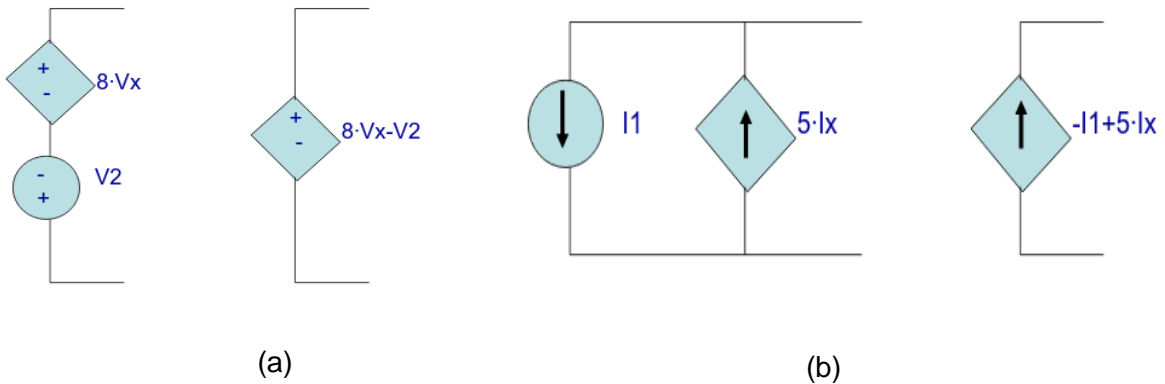 +
-
8·Vx
-
+
V2
+
-
8·Vx-V2
I1
5·Ix
-I1+5·Ix
(a)
(b)